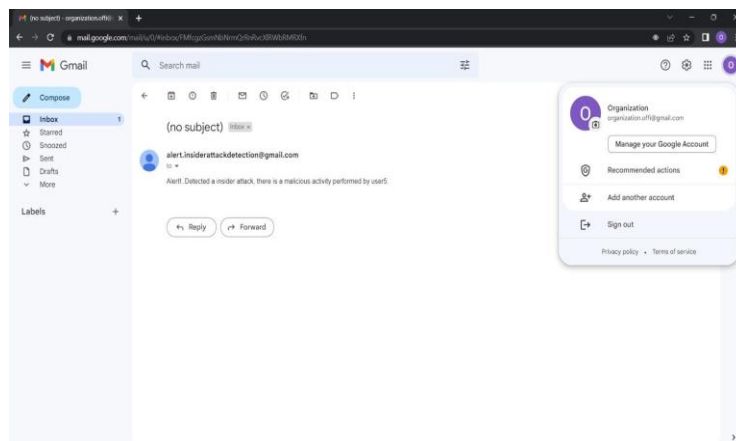 (no subject) - organization.offi@
mail.google.com/mail/u/0/#inbox/
Gmail
Search mail
Compose
Inbox 1
Starred
Snoozed
Sent
Drafts
More
Labels
(no subject) Inbox ×
alert.insiderattackdetection@gmail.com
to
Alert!. Detected a insider attack, there is a malicious activity performed by user5
Reply Forward
O
Organization
organization.offi@gmail.com
Manage your Google Account
Recommended actions
Add another account
Sign out
Privacy policy • Terms of service